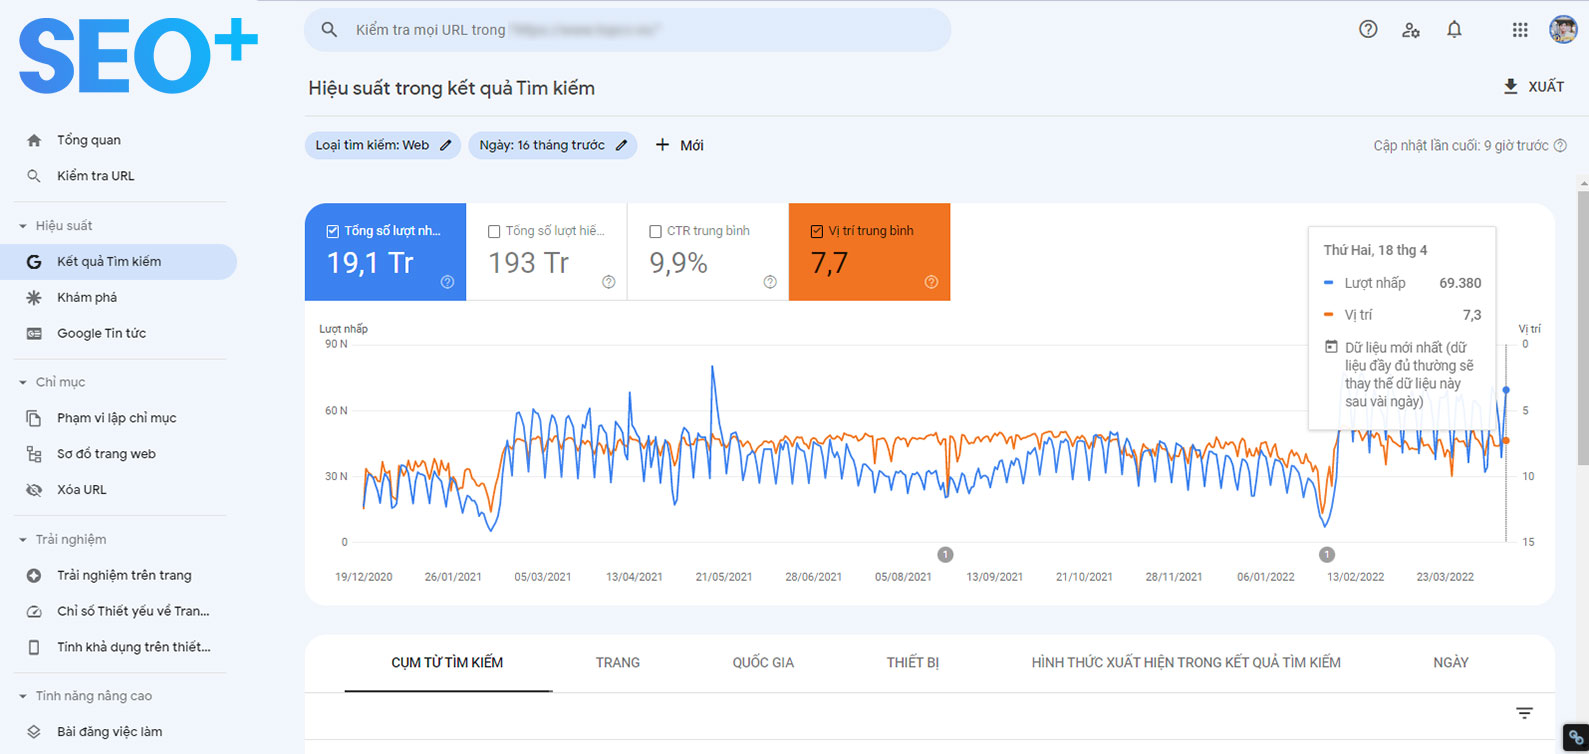 SEO+
Kiểm tra mọi URL trong
Hiệu suất trong kết quả Tìm kiếm
XUẤT
Loại tìm kiếm: Web
Ngày: 16 tháng trước
+ Mới
Cập nhật lần cuối: 9 giờ trước
Tổng quan
Kiểm tra URL
Hiệu suất
Kết quả Tìm kiếm
Khám phá
Google Tin tức
Chỉ mục
Phạm vi lập chỉ mục
Sơ đồ trang web
Xóa URL
Trải nghiệm
Trải nghiệm trên trang
Chỉ số Thiết yếu về Tran...
Tính khả dụng trên thiết...
Tính năng nâng cao
Bài đăng việc làm
Tổng số lượt nh...
19,1 Tr
Tổng số lượt hiể...
193 Tr
CTR trung bình
9,9%
Vị trí trung bình
7,7
Thứ Hai, 18 thg 4
Lượt nhấp 69.380
Vị trí 7,3
Dữ liệu mới nhất (dữ
liệu đầy đủ thường sẽ
thay thế dữ liệu này
sau vài ngày)
Lượt nhấp
90 N
60 N
30 N
0
Vị trí
0
5
10
15
1
1
19/12/2020
26/01/2021
05/03/2021
13/04/2021
21/05/2021
28/06/2021
05/08/2021
13/09/2021
21/10/2021
28/11/2021
06/01/2022
13/02/2022
23/03/2022
CỤM TỪ TÌM KIẾM
TRANG
QUỐC GIA
THIẾT BỊ
HÌNH THỨC XUẤT HIỆN TRONG KẾT QUẢ TÌM KIẾM
NGÀY